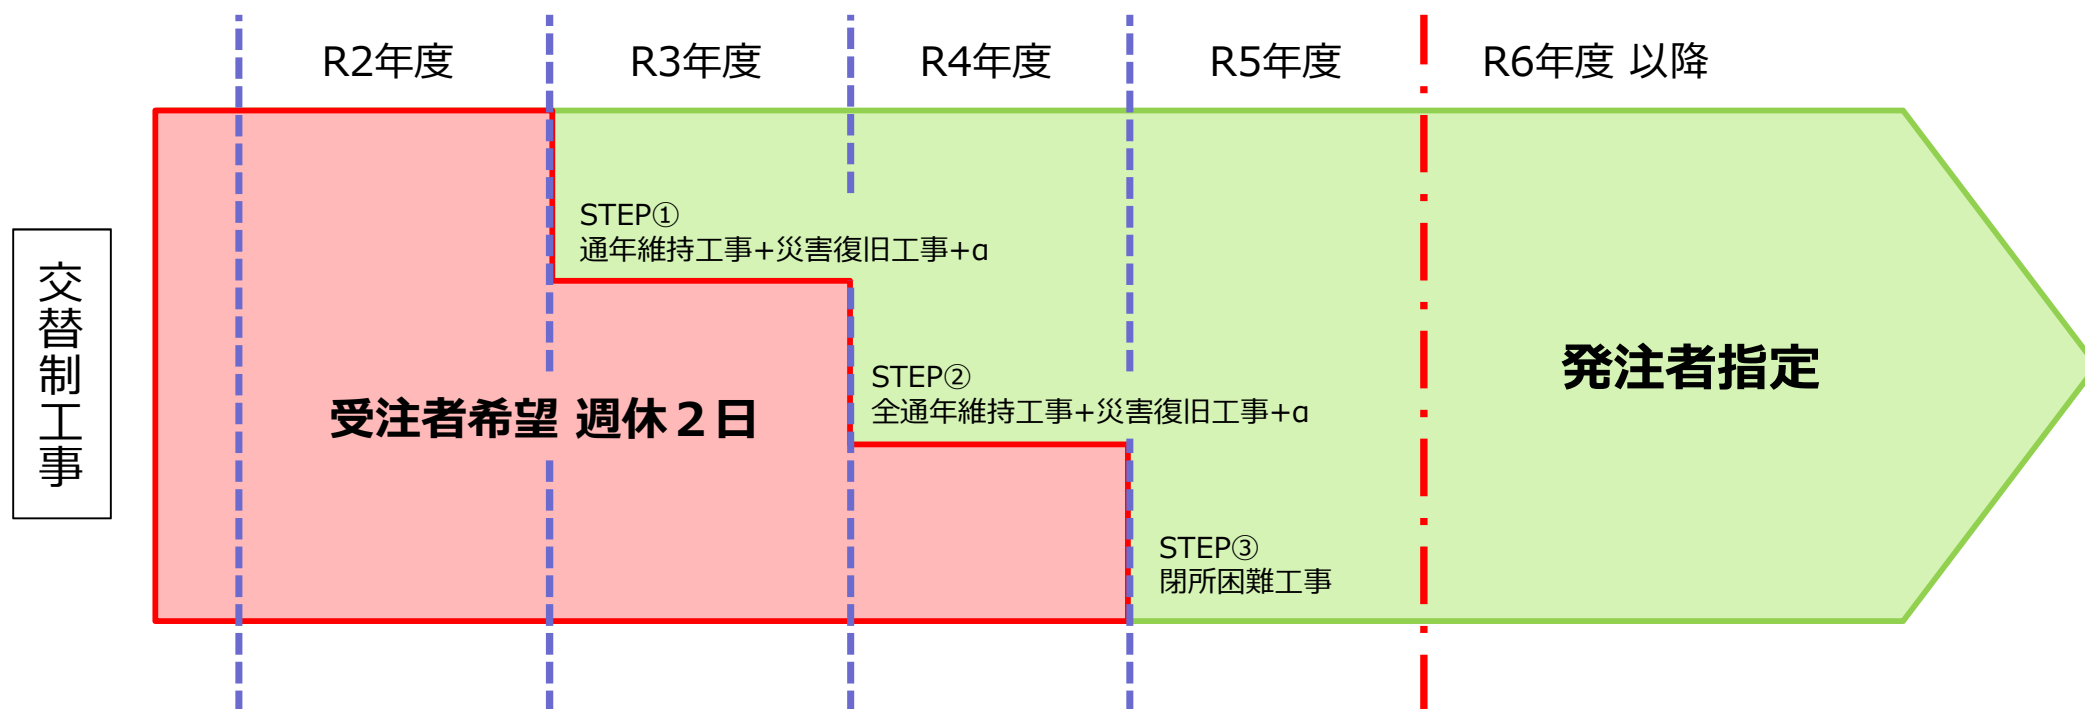 R2年度
R3年度
R4年度
R5年度
R6年度 以降
交替制工事
STEP①
通年維持工事+災害復旧工事+α
受注者希望 週休２日
STEP②
全通年維持工事+災害復旧工事+α
発注者指定
STEP③
閉所困難工事